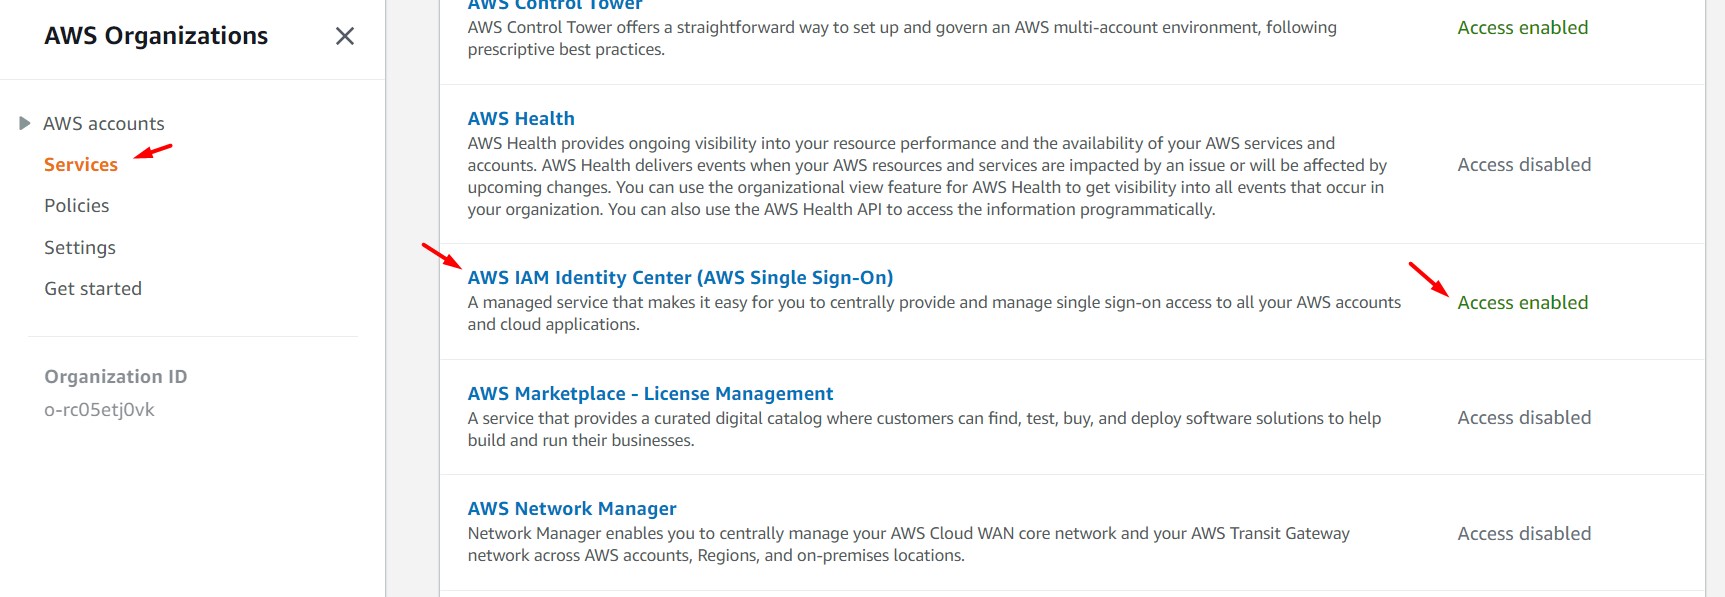 AWS Organizations
AWS accounts
Services
Policies
Settings
Get started
Organization ID
o-rc05etj0vk
AWS Control Tower
AWS Control Tower offers a straightforward way to set up and govern an AWS multi-account environment, following
prescriptive best practices.
Access enabled
AWS Health
AWS Health provides ongoing visibility into your resource performance and the availability of your AWS services and
accounts. AWS Health delivers events when your AWS resources and services are impacted by an issue or will be affected by
upcoming changes. You can use the organizational view feature for AWS Health to get visibility into all events that occur in
your organization. You can also use the AWS Health API to access the information programmatically.
Access disabled
AWS IAM Identity Center (AWS Single Sign-On)
A managed service that makes it easy for you to centrally provide and manage single sign-on access to all your AWS accounts
and cloud applications.
Access enabled
AWS Marketplace - License Management
A service that provides a curated digital catalog where customers can find, test, buy, and deploy software solutions to help
build and run their businesses.
Access disabled
AWS Network Manager
Network Manager enables you to centrally manage your AWS Cloud WAN core network and your AWS Transit Gateway
network across AWS accounts, Regions, and on-premises locations.
Access disabled